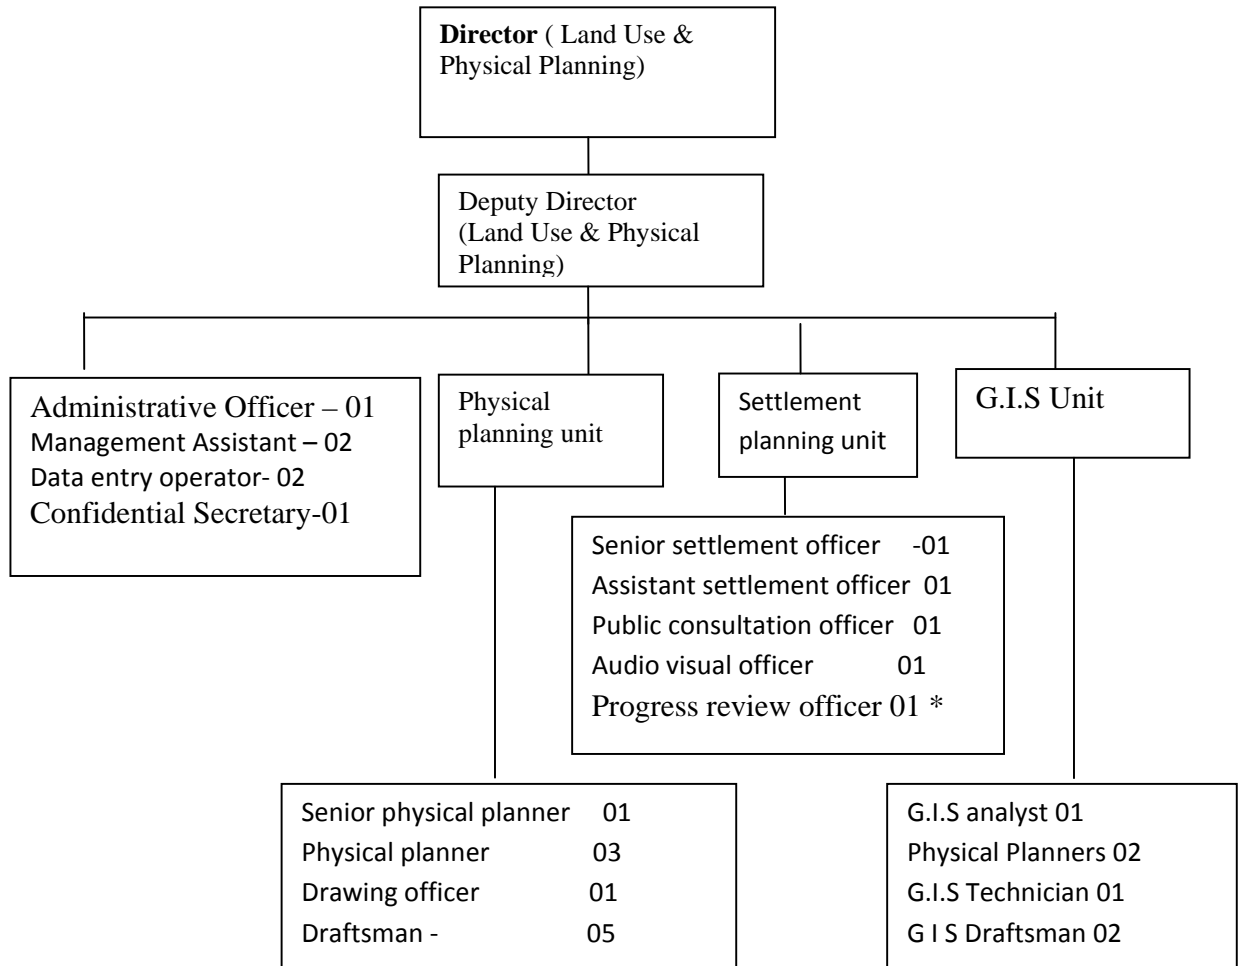 Director ( Land Use &
Physical Planning)
Deputy Director
(Land Use & Physical
Planning)
Administrative Officer – 01
Management Assistant – 02
Data entry operator- 02
Confidential Secretary-01
Physical
planning unit
Settlement
planning unit
G.I.S Unit
Senior settlement officer -01
Assistant settlement officer 01
Public consultation officer 01
Audio visual officer 01
Progress review officer 01 *
Senior physical planner 01
Physical planner 03
Drawing officer 01
Draftsman - 05
G.I.S analyst 01
Physical Planners 02
G.I.S Technician 01
G I S Draftsman 02